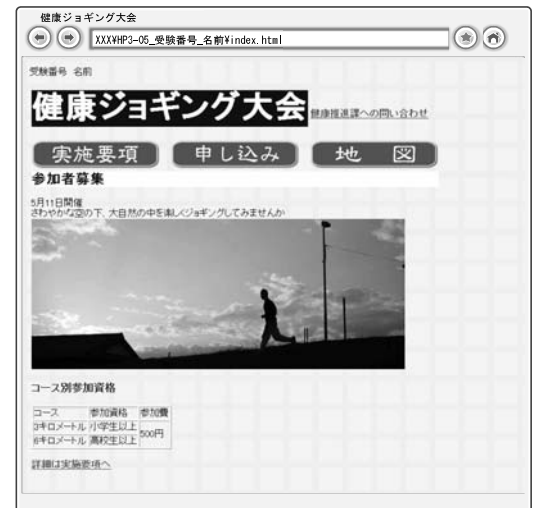 健康ジョギング大会
XXX¥HP3-05_受験番号_名前¥index.html
受験番号 名前
健康ジョギング大会 健康推進課への問い合わせ
実施要項 申し込み 地 図
参加者募集
5月11日開催
さわやかな空の下、大自然の中を楽しくジョギングしてみませんか
コース別参加資格
コース 参加資格 参加費
キロメートル 小学生以上 500円
キロメートル 高校生以上
詳細は実施要項へ